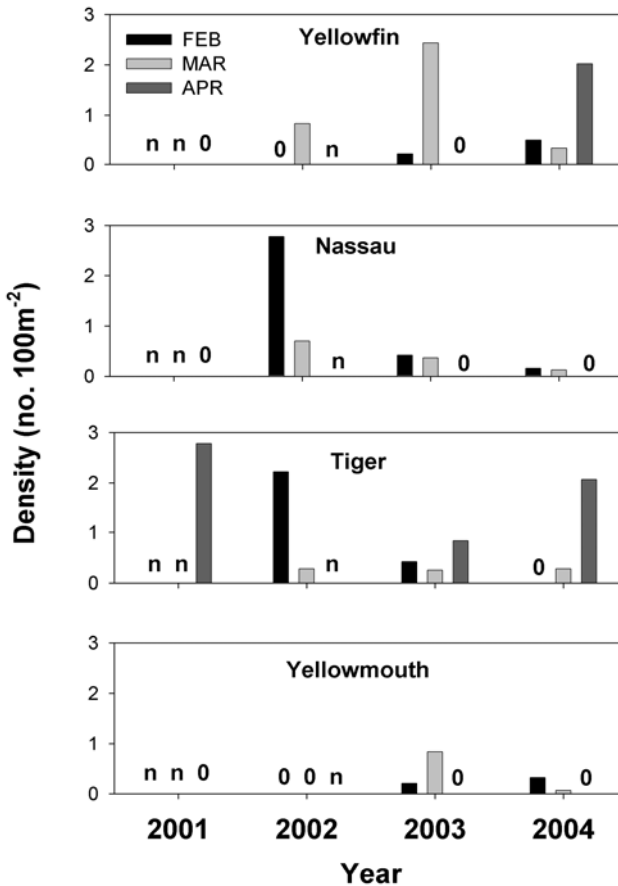 3
FEB
Yellowfin
MAR
2
APR
1
n n 0 0 n 0
0
3
Nassau
2
1
n n 0 n 0 0
0
3
Tiger
2
1
n n n 0
0
3
Yellowmouth
2
1
n n 0 0 0 n 0 0
0
2001 2002 2003 2004
Year
Density (no. 100m⁻²)